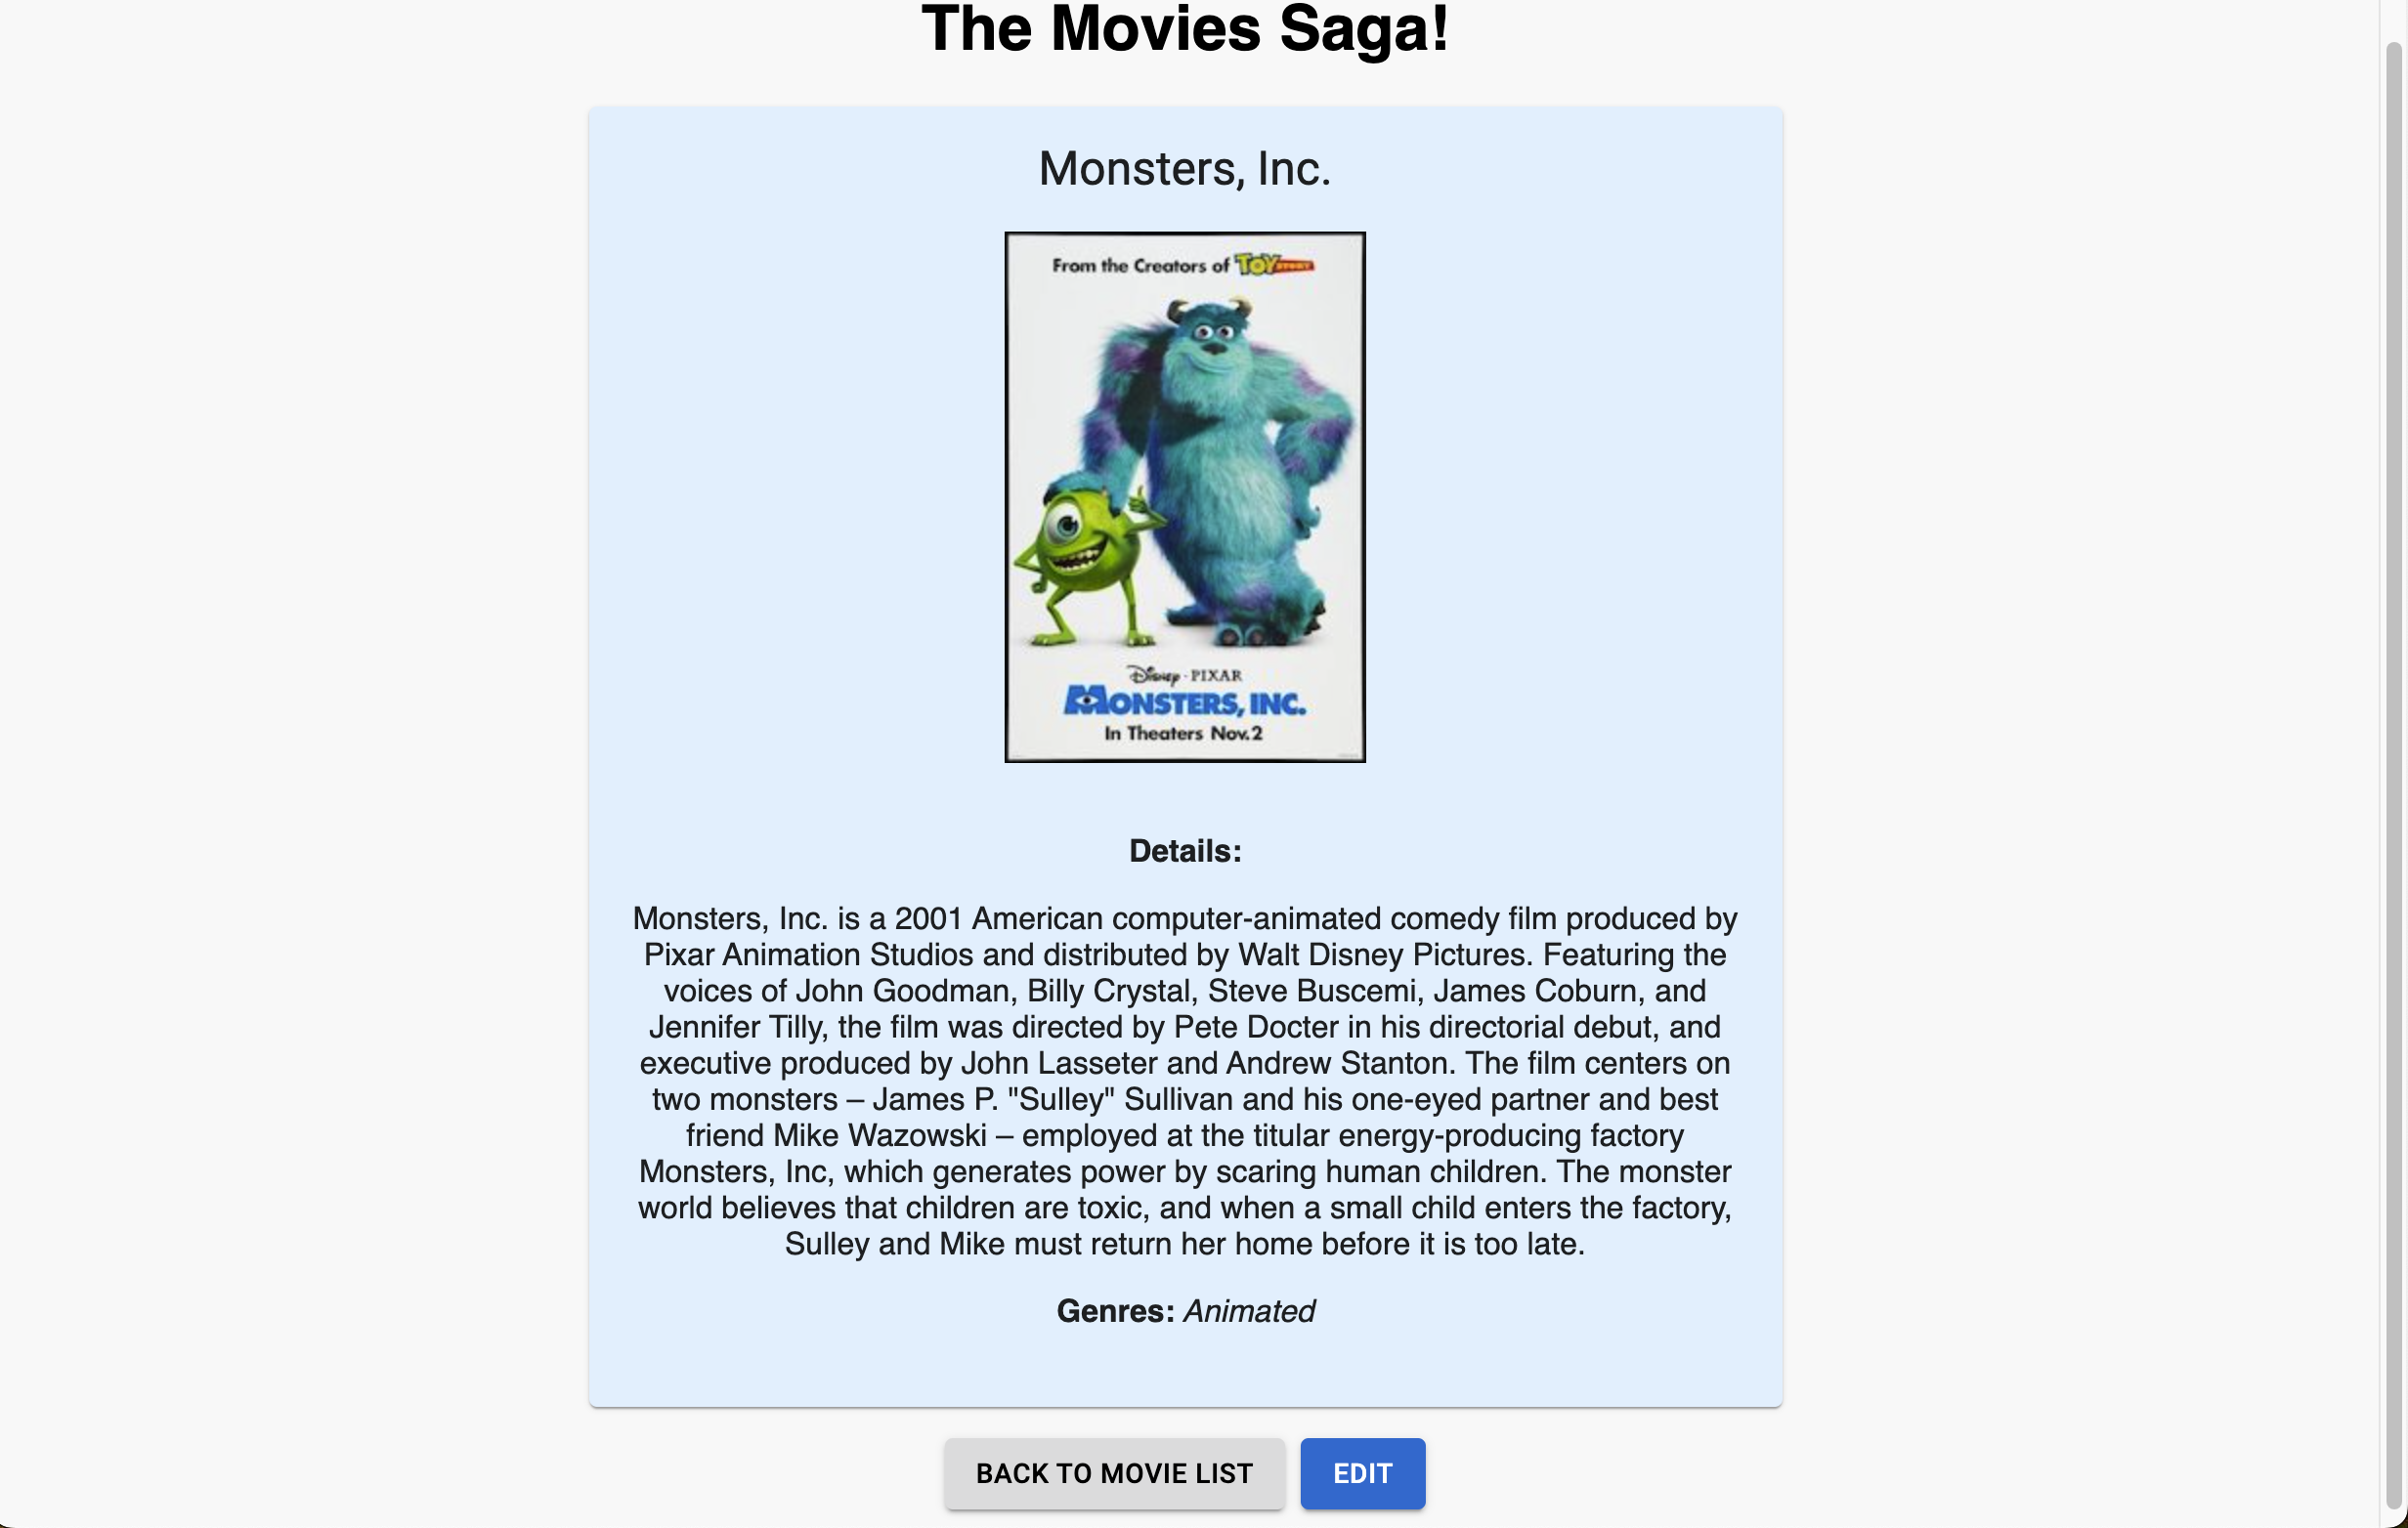 The Movies Saga!
Monsters, Inc.
From the Creators of TOY STORY
DISNEY · PIXAR
MONSTERS, INC.
In Theaters Nov. 2
Details:
Monsters, Inc. is a 2001 American computer-animated comedy film produced by
Pixar Animation Studios and distributed by Walt Disney Pictures. Featuring the
voices of John Goodman, Billy Crystal, Steve Buscemi, James Coburn, and
Jennifer Tilly, the film was directed by Pete Docter in his directorial debut, and
executive produced by John Lasseter and Andrew Stanton. The film centers on
two monsters – James P. "Sulley" Sullivan and his one-eyed partner and best
friend Mike Wazowski – employed at the titular energy-producing factory
Monsters, Inc, which generates power by scaring human children. The monster
world believes that children are toxic, and when a small child enters the factory,
Sulley and Mike must return her home before it is too late.
Genres: Animated
BACK TO MOVIE LIST
EDIT